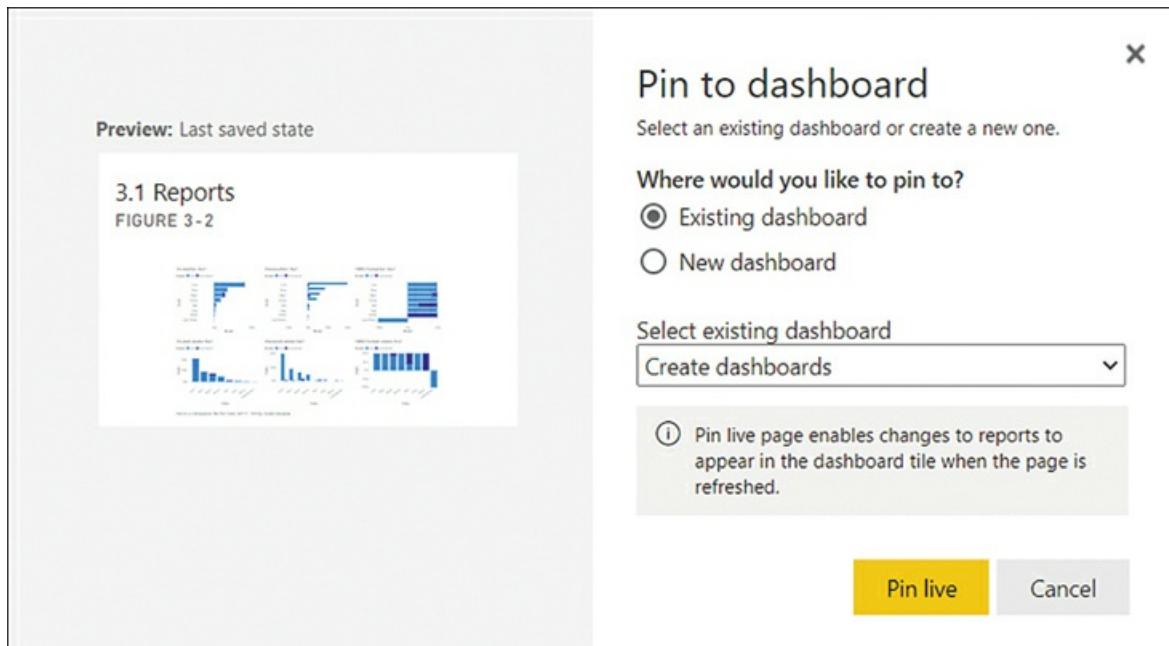 Preview: Last saved state
3.1 Reports
FIGURE 3-2
Pin to dashboard
Select an existing dashboard or create a new one.
Where would you like to pin to?
Existing dashboard
New dashboard
Select existing dashboard
Create dashboards
Pin live page enables changes to reports to
appear in the dashboard tile when the page is
refreshed.
Pin live
Cancel